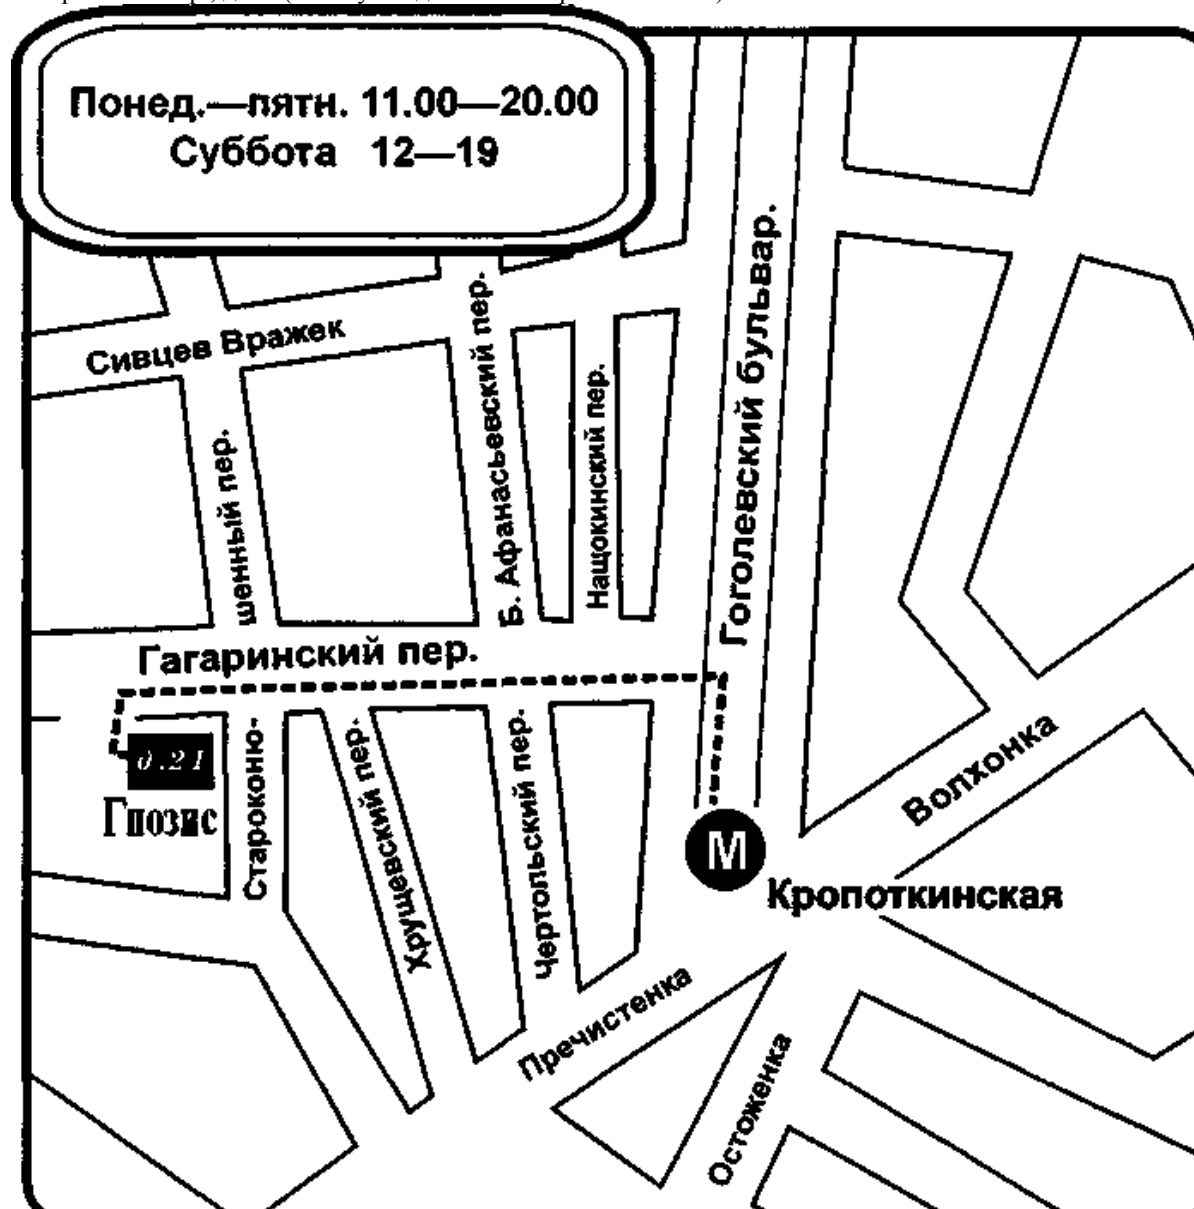 Понед.—пятн. 11.00—20.00
Суббота 12—19
Сивцев Вражек
шенный пер.
Б. Афанасьевский пер.
Нащокинский пер.
Гоголевский бульвар.
Гагаринский пер.
д.21
Гнозис
Староконю-
Хрущевский пер.
Чертольский пер.
Волхонка
М
Кропоткинская
Пречистенка
Остоженка